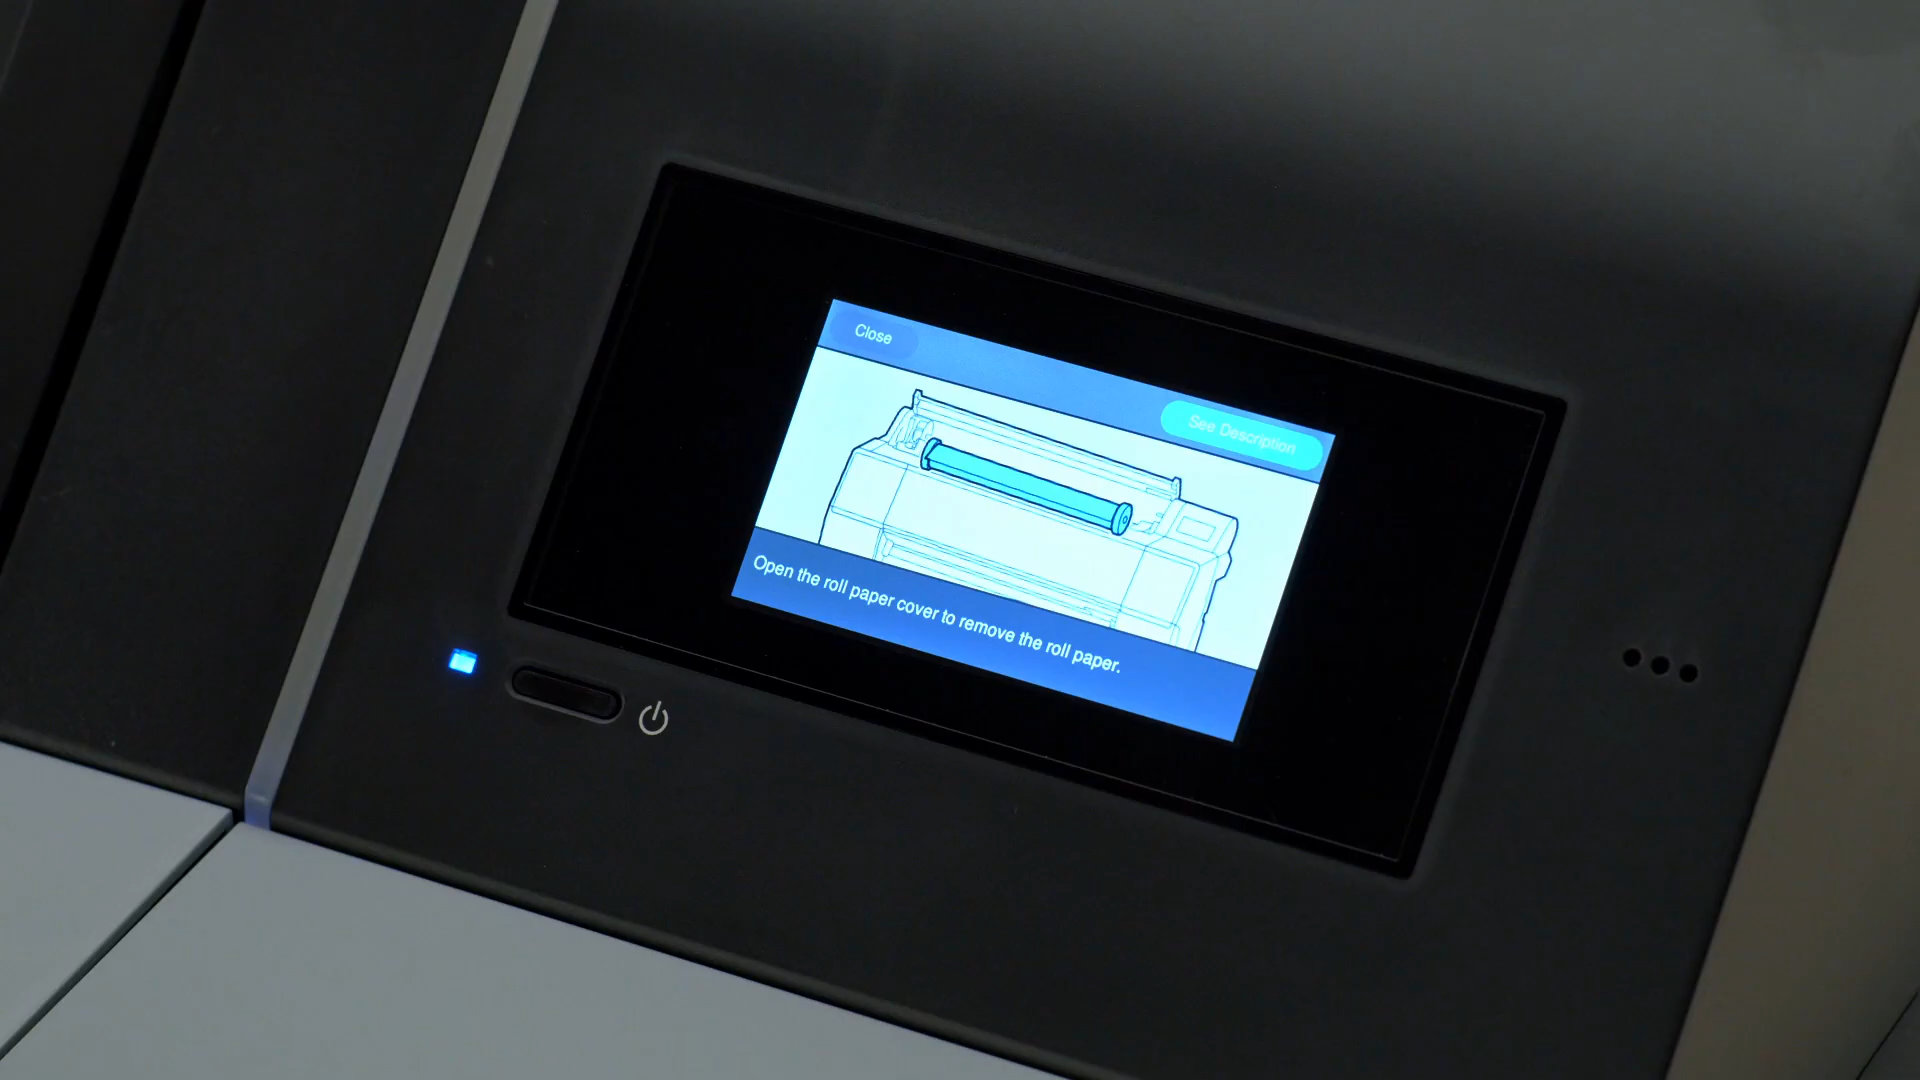 Close
See Description
Open the roll paper cover to remove the roll paper.